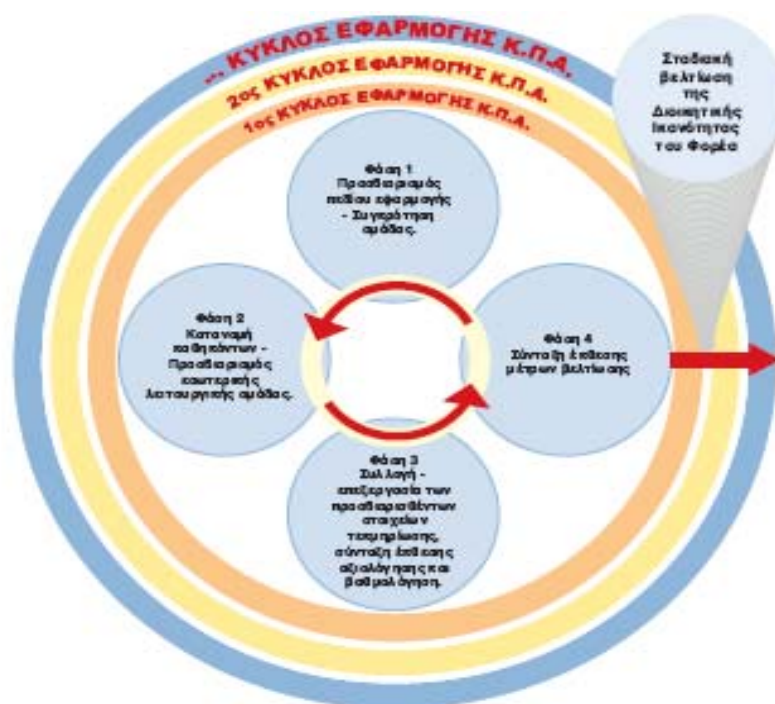 ... ΚΥΚΛΟΣ ΕΦΑΡΜΟΓΗΣ Κ.Π.Α.
2ος ΚΥΚΛΟΣ ΕΦΑΡΜΟΓΗΣ Κ.Π.Α.
1ος ΚΥΚΛΟΣ ΕΦΑΡΜΟΓΗΣ Κ.Π.Α.
Σταδιακή
βελτίωση
της
Διοικητικής
Ικανότητας
του Φορέα
Φάση 1
Προσδιορισμός
πεδίου εφαρμογής
- Συγκρότηση
ομάδας.
Φάση 2
Κατανομή
καθηκόντων -
Προσδιορισμός
εσωτερικής
λειτουργικής ομάδας.
Φάση 4
Σύνταξη έκθεσης
μέτρων βελτίωσης
Φάση 3
Συλλογή -
επεξεργασία των
προσδιορισθέντων
στοιχείων
τεκμηρίωσης,
σύνταξη έκθεσης
αξιολόγησης και
βαθμολόγηση.